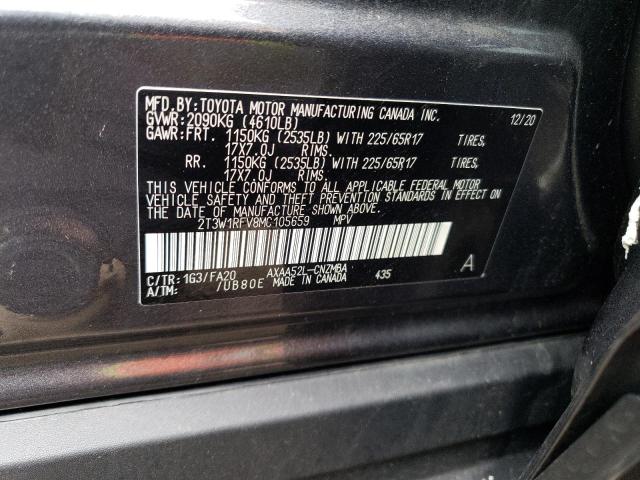 MFD.BY:TOYOTA MOTOR MANUFACTURING CANADA INC.
GVWR:2090KG (4610LB) 12/20
GAWR:FRT. 1150KG (2535LB) WITH 225/65R17 TIRES,
17X7.0J RIMS.
RR. 1150KG (2535LB) WITH 225/65R17 TIRES,
17X7.0J RIMS.
THIS VEHICLE CONFORMS TO ALL APPLICABLE FEDERAL MOTOR
VEHICLE SAFETY AND THEFT PREVENTION STANDARDS IN EFFECT ON
THE DATE OF MANUFACTURE SHOWN ABOVE.
2T3W1RFV8MC105659 MPV
C/TR:1G3/FA20 AXAA52L-CNZMBA A
A/TM: /UB80E MADE IN CANADA 435